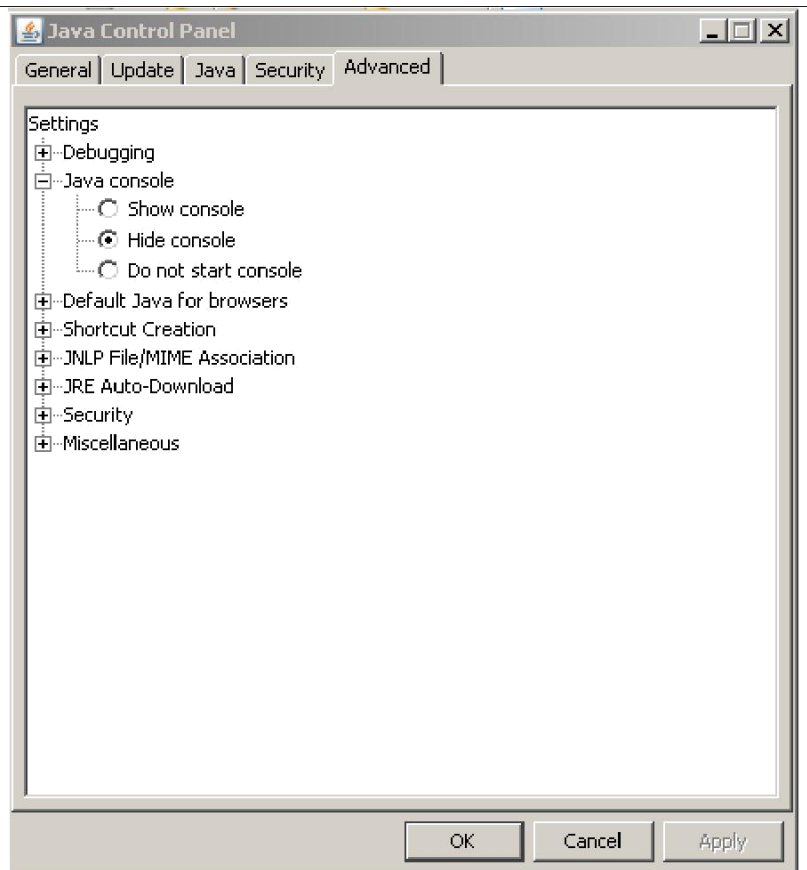 Java Control Panel
General Update Java Security Advanced
Settings
Debugging
Java console
Show console
Hide console
Do not start console
Default Java for browsers
Shortcut Creation
JNLP File/MIME Association
JRE Auto-Download
Security
Miscellaneous
OK Cancel Apply